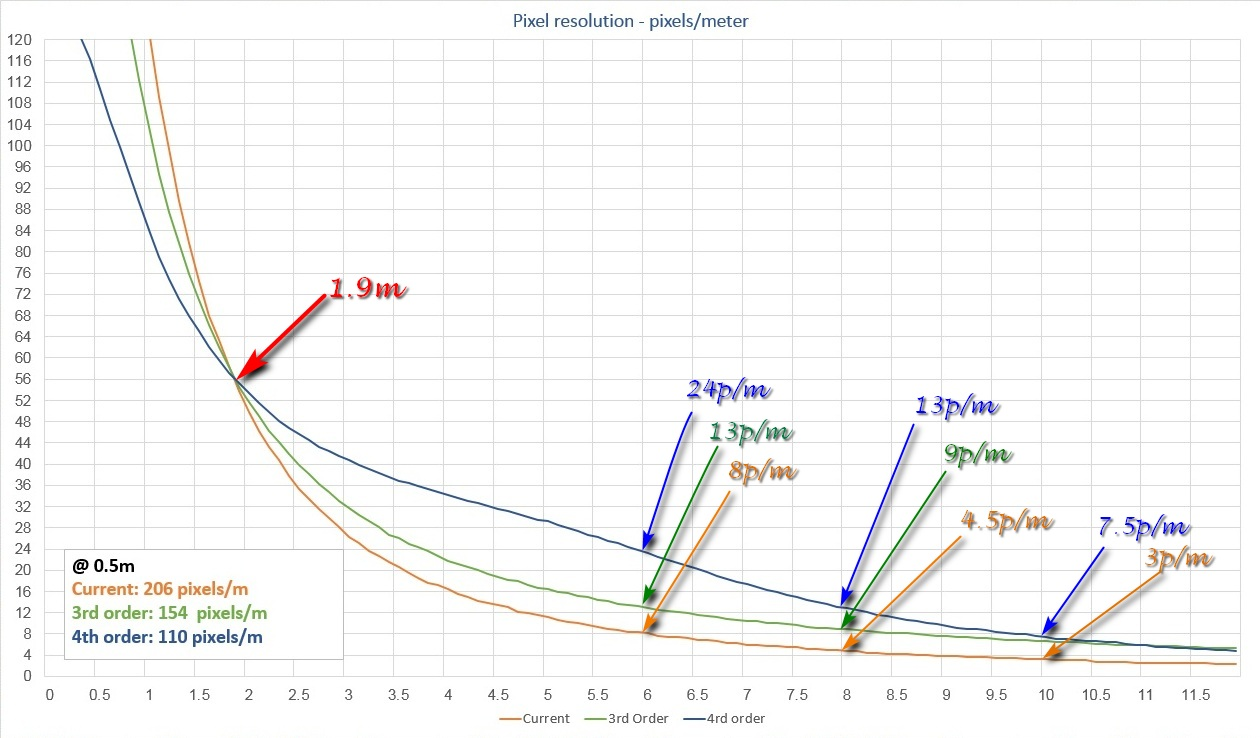 Pixel resolution - pixels/meter
120
116
112
108
104
100
96
92
88
84
80
76
72
68
64
60
56
52
48
44
40
36
32
28
24
20
16
12
8
4
0
1.9m
24p/m
13p/m
8p/m
13p/m
9p/m
4.5p/m
7.5p/m
3p/m
@ 0.5m
Current: 206 pixels/m
3rd order: 154 pixels/m
4th order: 110 pixels/m
0 0.5 1 1.5 2 2.5 3 3.5 4 4.5 5 5.5 6 6.5 7 7.5 8 8.5 9 9.5 10 10.5 11 11.5
Current 3rd Order 4rd order